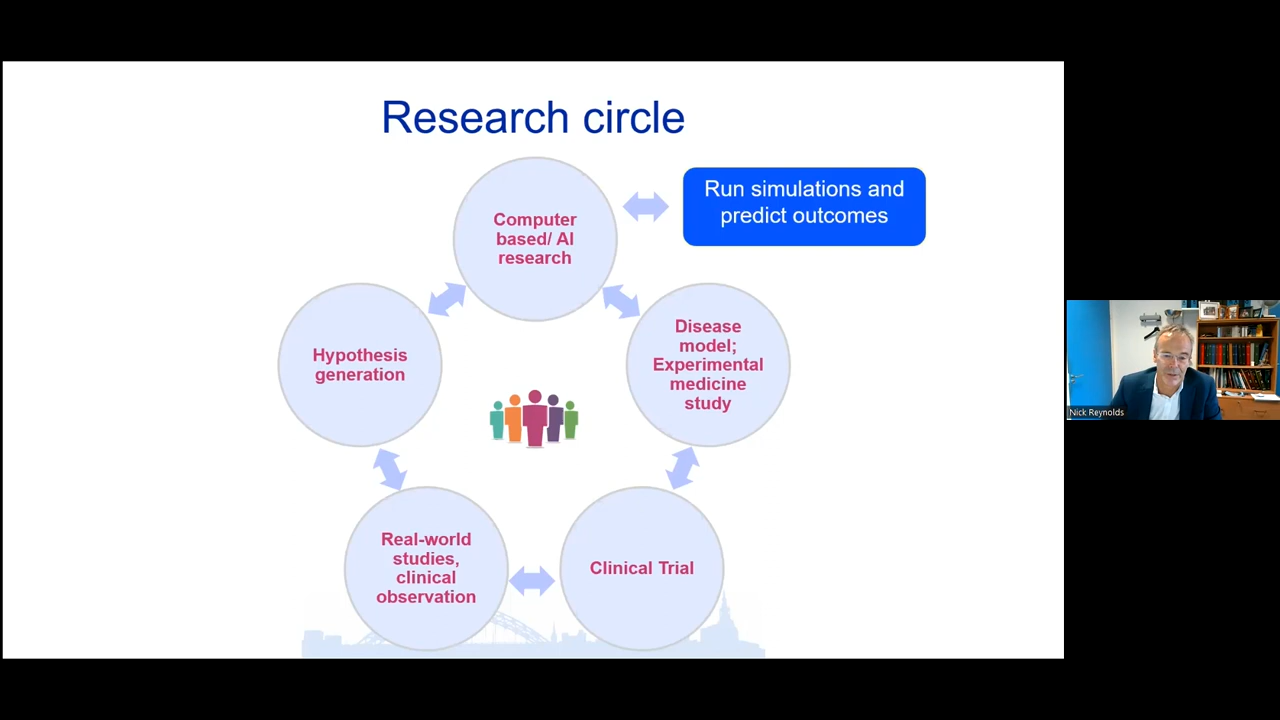 Research circle
Run simulations and
predict outcomes
Computer
based/ AI
research
Hypothesis
generation
Disease
model;
Experimental
medicine
study
Real-world
studies,
clinical
observation
Clinical Trial
Nick Reynolds